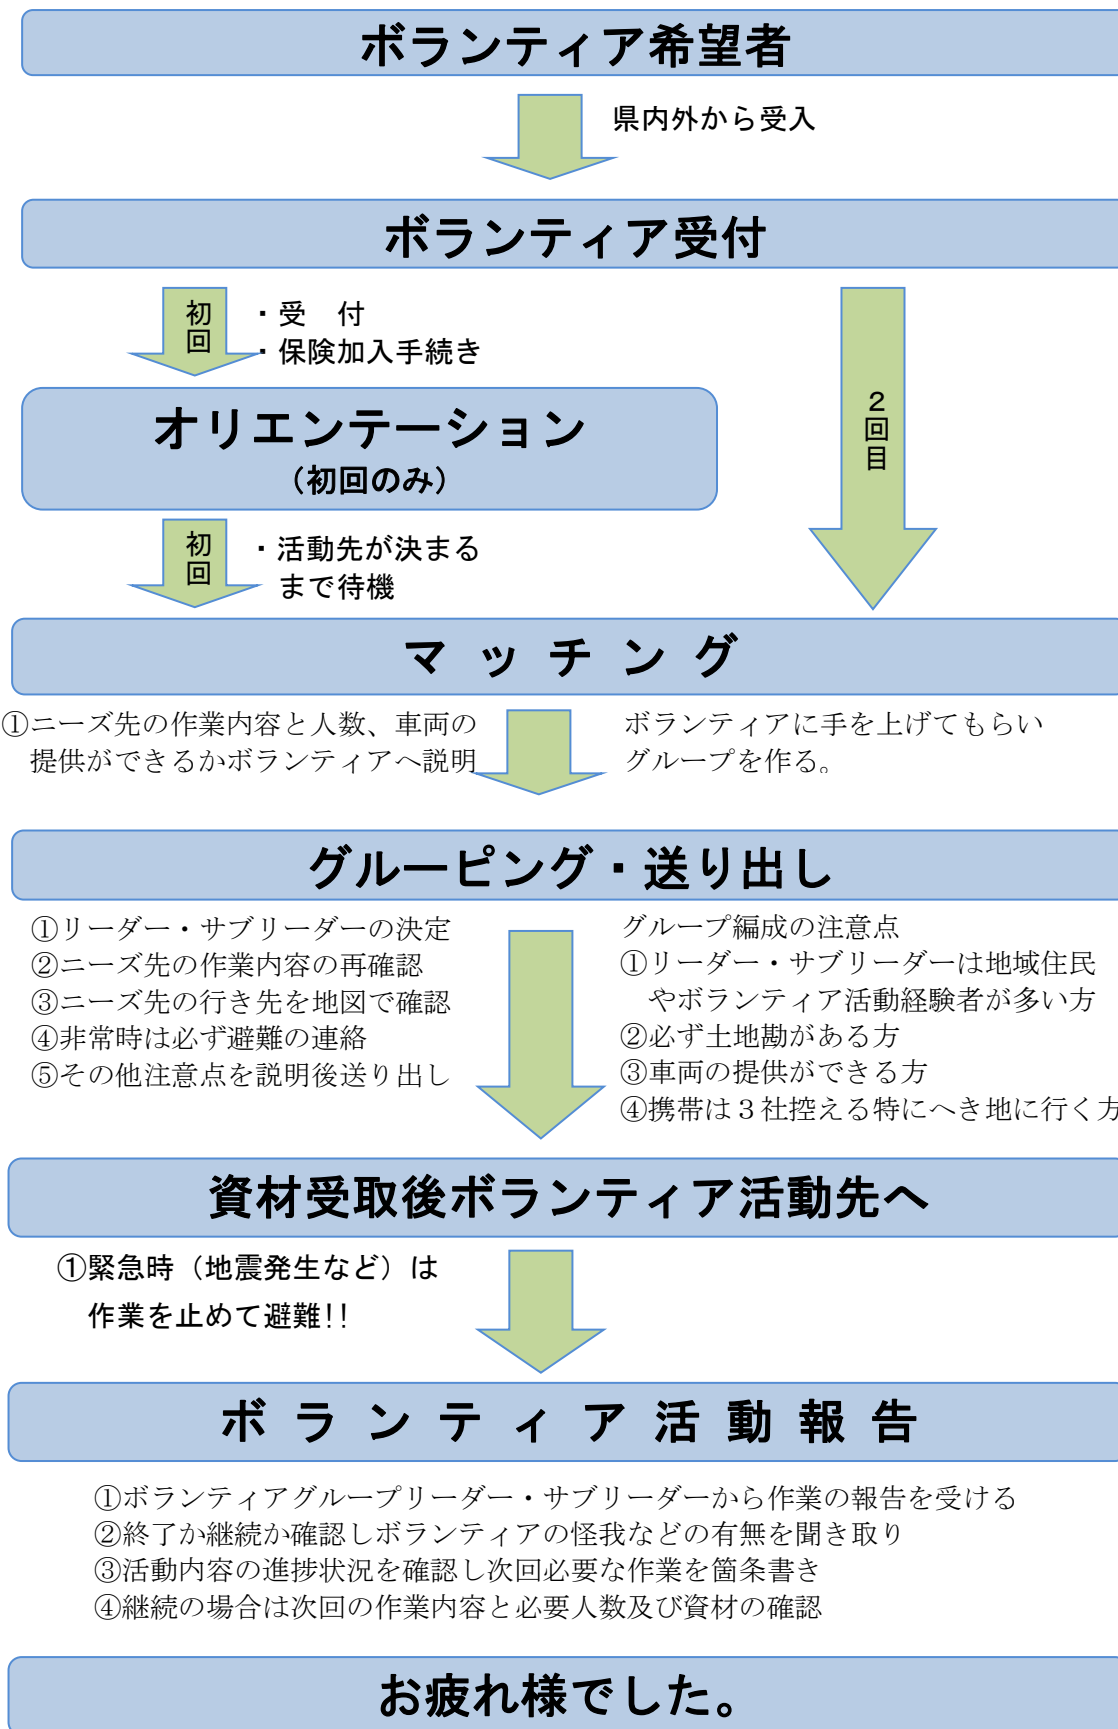 ボランティア希望者
県内外から受入
ボランティア受付
初回
・受　付
・保険加入手続き
2回目
オリエンテーション
（初回のみ）
初回
・活動先が決まる
まで待機
マッチング
①ニーズ先の作業内容と人数、車両の
提供ができるかボランティアへ説明
ボランティアに手を上げてもらい
グループを作る。
グルーピング・送り出し
①リーダー・サブリーダーの決定
②ニーズ先の作業内容の再確認
③ニーズ先の行き先を地図で確認
④非常時は必ず避難の連絡
⑤その他注意点を説明後送り出し
グループ編成の注意点
①リーダー・サブリーダーは地域住民
やボランティア活動経験者が多い方
②必ず土地勘がある方
③車両の提供ができる方
④携帯は３社控える特にへき地に行く方
資材受取後ボランティア活動先へ
①緊急時（地震発生など）は
作業を止めて避難!!
ボランティア活動報告
①ボランティアグループリーダー・サブリーダーから作業の報告を受ける
②終了か継続か確認しボランティアの怪我などの有無を聞き取り
③活動内容の進捗状況を確認し次回必要な作業を箇条書き
④継続の場合は次回の作業内容と必要人数及び資材の確認
お疲れ様でした。